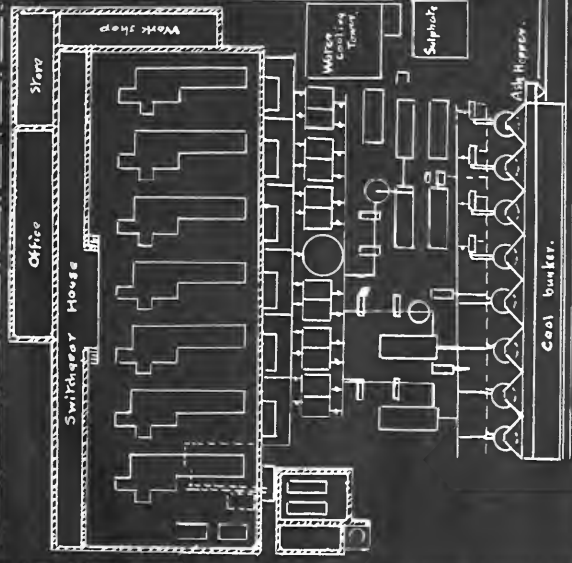 Work shop
Store
Office
Switchgear House
Water
Cooling
Tower.
Sulphate
Ash Hopper.
Coal bunker.